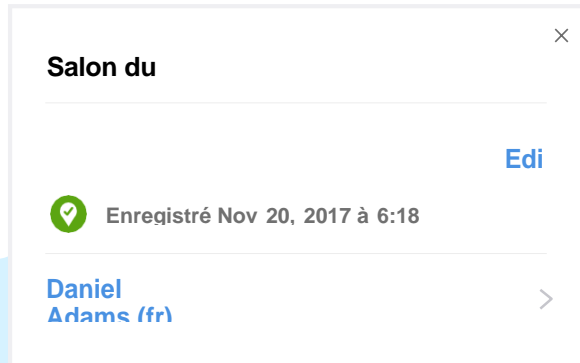 Salon du
Edi
Enregistré Nov 20, 2017 à 6:18
Daniel
Adams (fr)